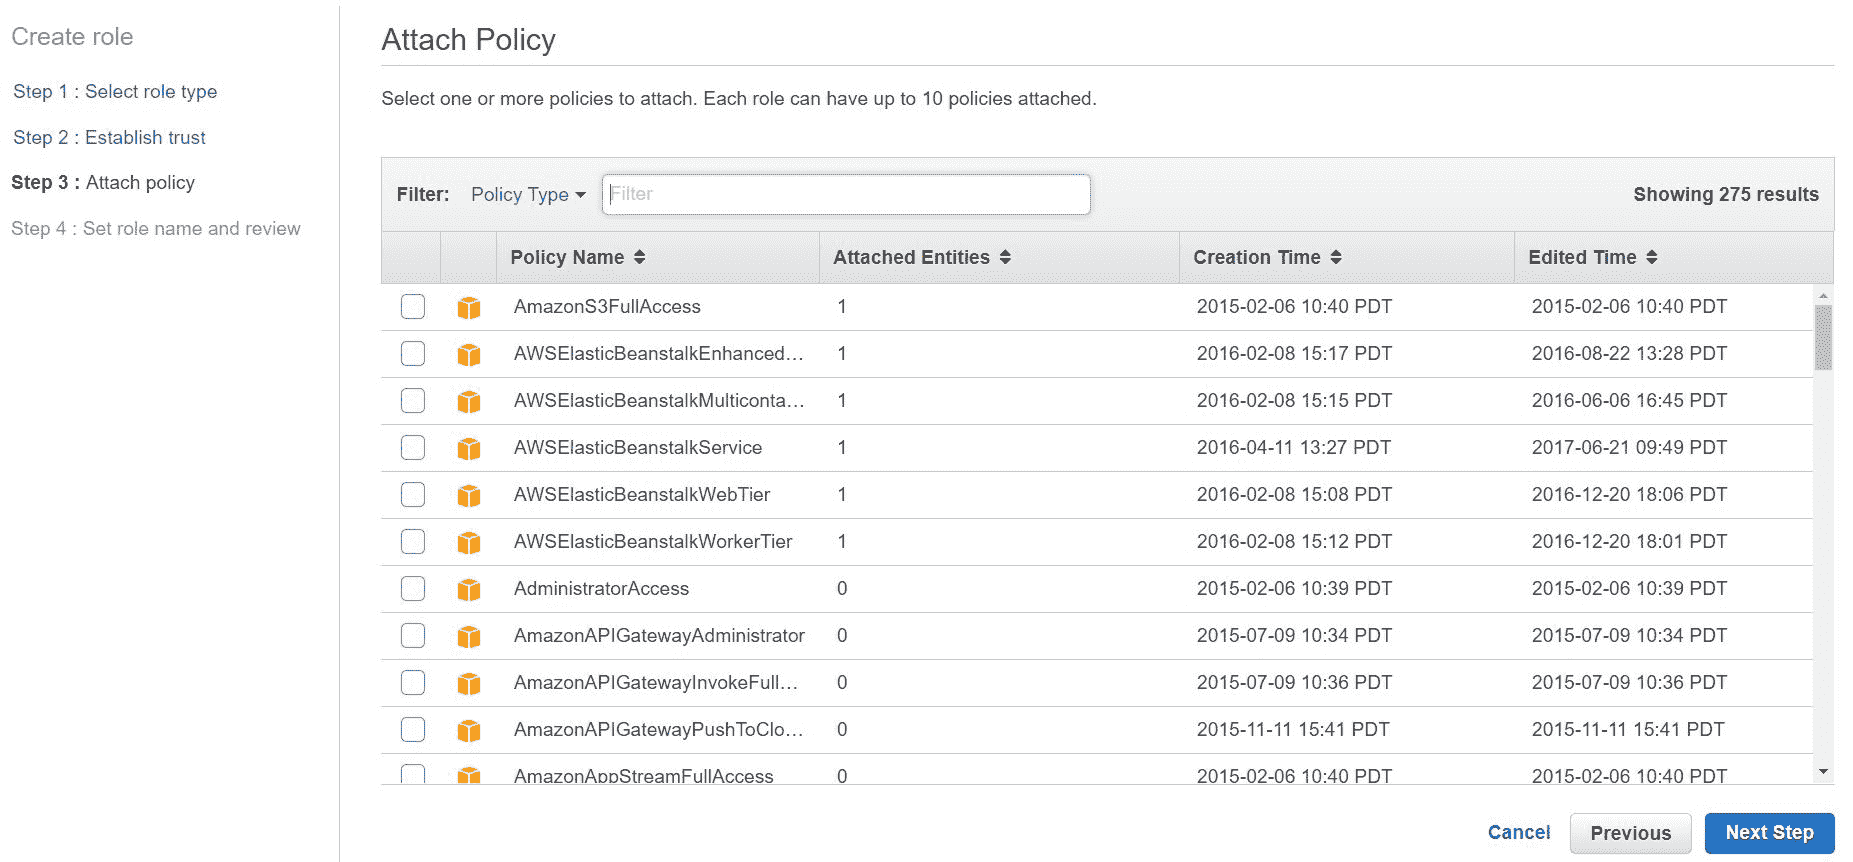 Create role
Step 1 : Select role type
Step 2 : Establish trust
Step 3 : Attach policy
Step 4 : Set role name and review
Attach Policy
Select one or more policies to attach. Each role can have up to 10 policies attached.
Filter: Policy Type Filter Showing 275 results
Policy Name Attached Entities Creation Time Edited Time
AmazonS3FullAccess 1 2015-02-06 10:40 PDT 2015-02-06 10:40 PDT
AWSElasticBeanstalkEnhanced... 1 2016-02-08 15:17 PDT 2016-08-22 13:28 PDT
AWSElasticBeanstalkMulticonta... 1 2016-02-08 15:15 PDT 2016-06-06 16:45 PDT
AWSElasticBeanstalkService 1 2016-04-11 13:27 PDT 2017-06-21 09:49 PDT
AWSElasticBeanstalkWebTier 1 2016-02-08 15:08 PDT 2016-12-20 18:06 PDT
AWSElasticBeanstalkWorkerTier 1 2016-02-08 15:12 PDT 2016-12-20 18:01 PDT
AdministratorAccess 0 2015-02-06 10:39 PDT 2015-02-06 10:39 PDT
AmazonAPIGatewayAdministrator 0 2015-07-09 10:34 PDT 2015-07-09 10:34 PDT
AmazonAPIGatewayInvokeFull... 0 2015-07-09 10:36 PDT 2015-07-09 10:36 PDT
AmazonAPIGatewayPushToClo... 0 2015-11-11 15:41 PDT 2015-11-11 15:41 PDT
AmazonAppStreamFullAccess 0 2015-02-06 10:40 PDT 2015-02-06 10:40 PDT
Cancel Previous Next Step